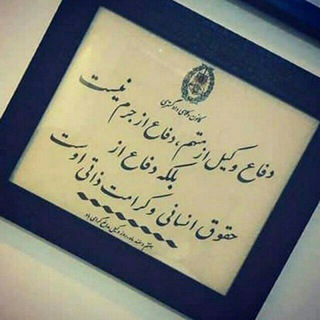 کانون وکلای دادگستری
دفاع وکیل از متهم، دفاع از جرم نیست
بلکه دفاع از
حقوق انسانی و کرامت ذاتی اوست